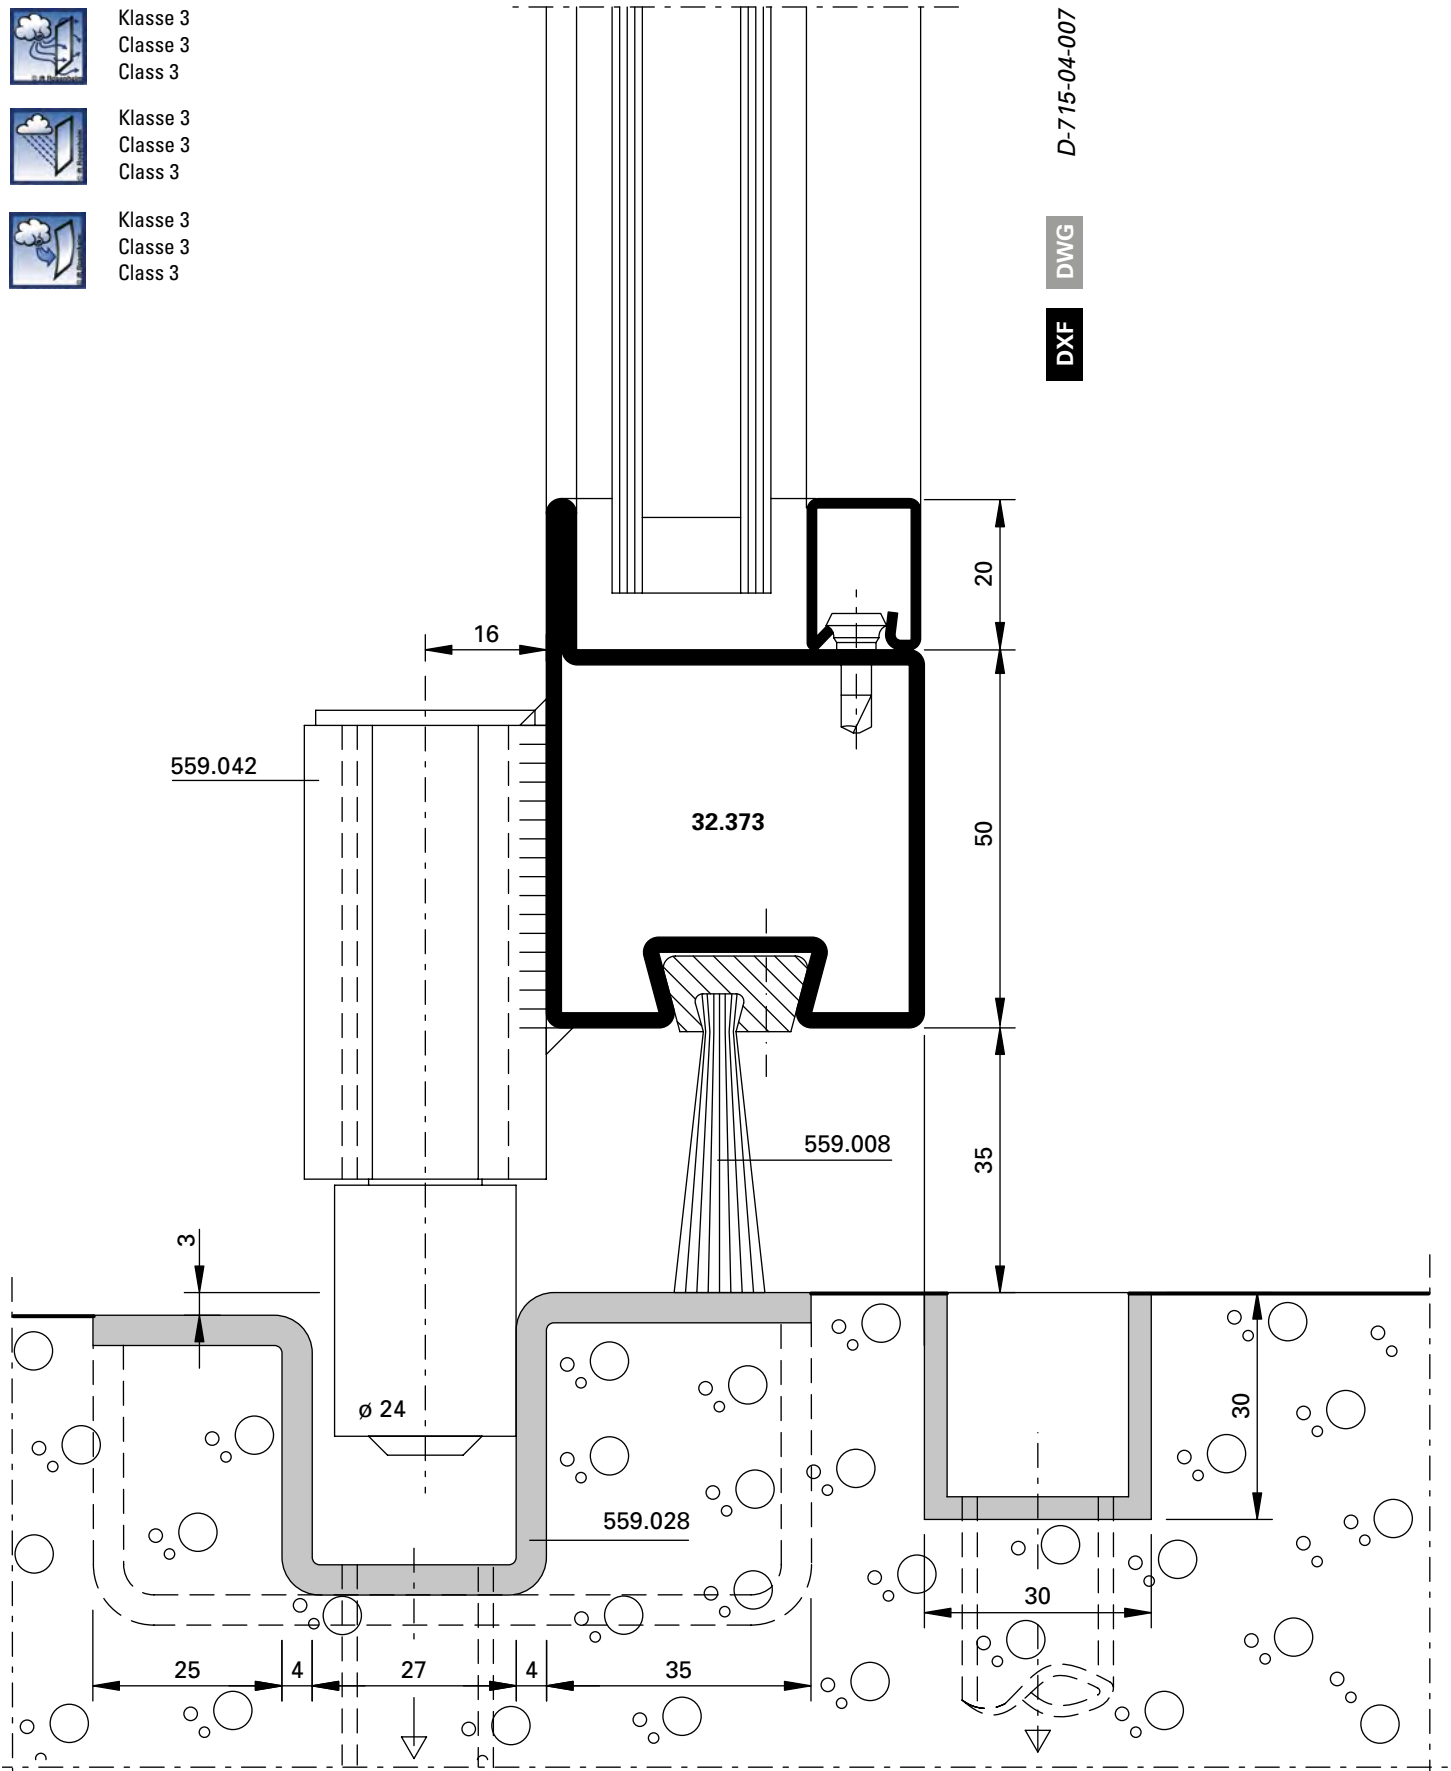 Klasse 3
Classe 3
Class 3
Klasse 3
Classe 3
Class 3
Klasse 3
Classe 3
Class 3
D-715-04-007
DWG
DXF
20
16
559.042
32.373
50
559.008
35
3
ø 24
30
559.028
30
25
4
27
4
35